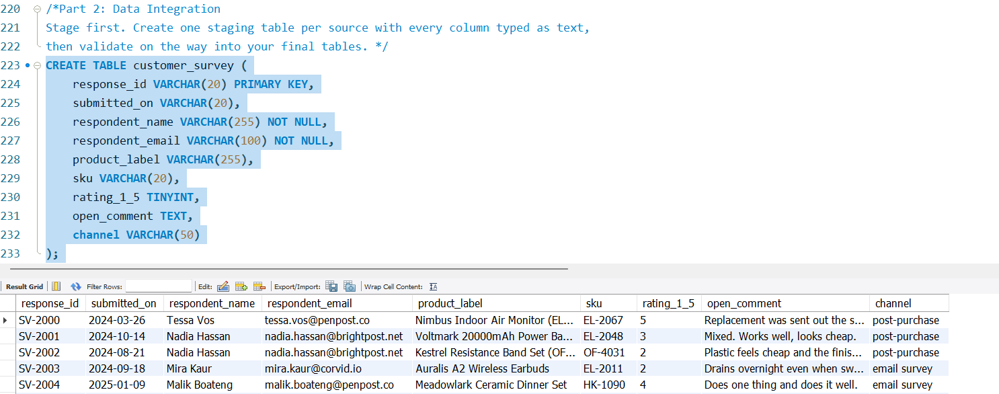 220 /*Part 2: Data Integration
221 Stage first. Create one staging table per source with every column typed as text,
222 then validate on the way into your final tables. */
223 CREATE TABLE customer_survey (
224 response_id VARCHAR(20) PRIMARY KEY,
225 submitted_on VARCHAR(20),
226 respondent_name VARCHAR(255) NOT NULL,
227 respondent_email VARCHAR(100) NOT NULL,
228 product_label VARCHAR(255),
229 sku VARCHAR(20),
230 rating_1_5 TINYINT,
231 open_comment TEXT,
232 channel VARCHAR(50)
233 );
Result Grid Filter Rows: Edit: Export/Import: Wrap Cell Content:
response_id submitted_on respondent_name respondent_email product_label sku rating_1_5 open_comment channel
SV-2000 2024-03-26 Tessa Vos tessa.vos@penpost.co Nimbus Indoor Air Monitor (EL... EL-2067 5 Replacement was sent out the s... post-purchase
SV-2001 2024-10-14 Nadia Hassan nadia.hassan@brightpost.net Voltmark 20000mAh Power Ba... EL-2048 3 Mixed. Works well, looks cheap. post-purchase
SV-2002 2024-08-21 Nadia Hassan nadia.hassan@brightpost.net Kestrel Resistance Band Set (OF... OF-4031 2 Plastic feels cheap and the finis... post-purchase
SV-2003 2024-09-18 Mira Kaur mira.kaur@corvid.io Auralis A2 Wireless Earbuds EL-2011 2 Drains overnight even when sw... email survey
SV-2004 2025-01-09 Malik Boateng malik.boateng@penpost.co Meadowlark Ceramic Dinner Set HK-1090 4 Does one thing and does it well. email survey